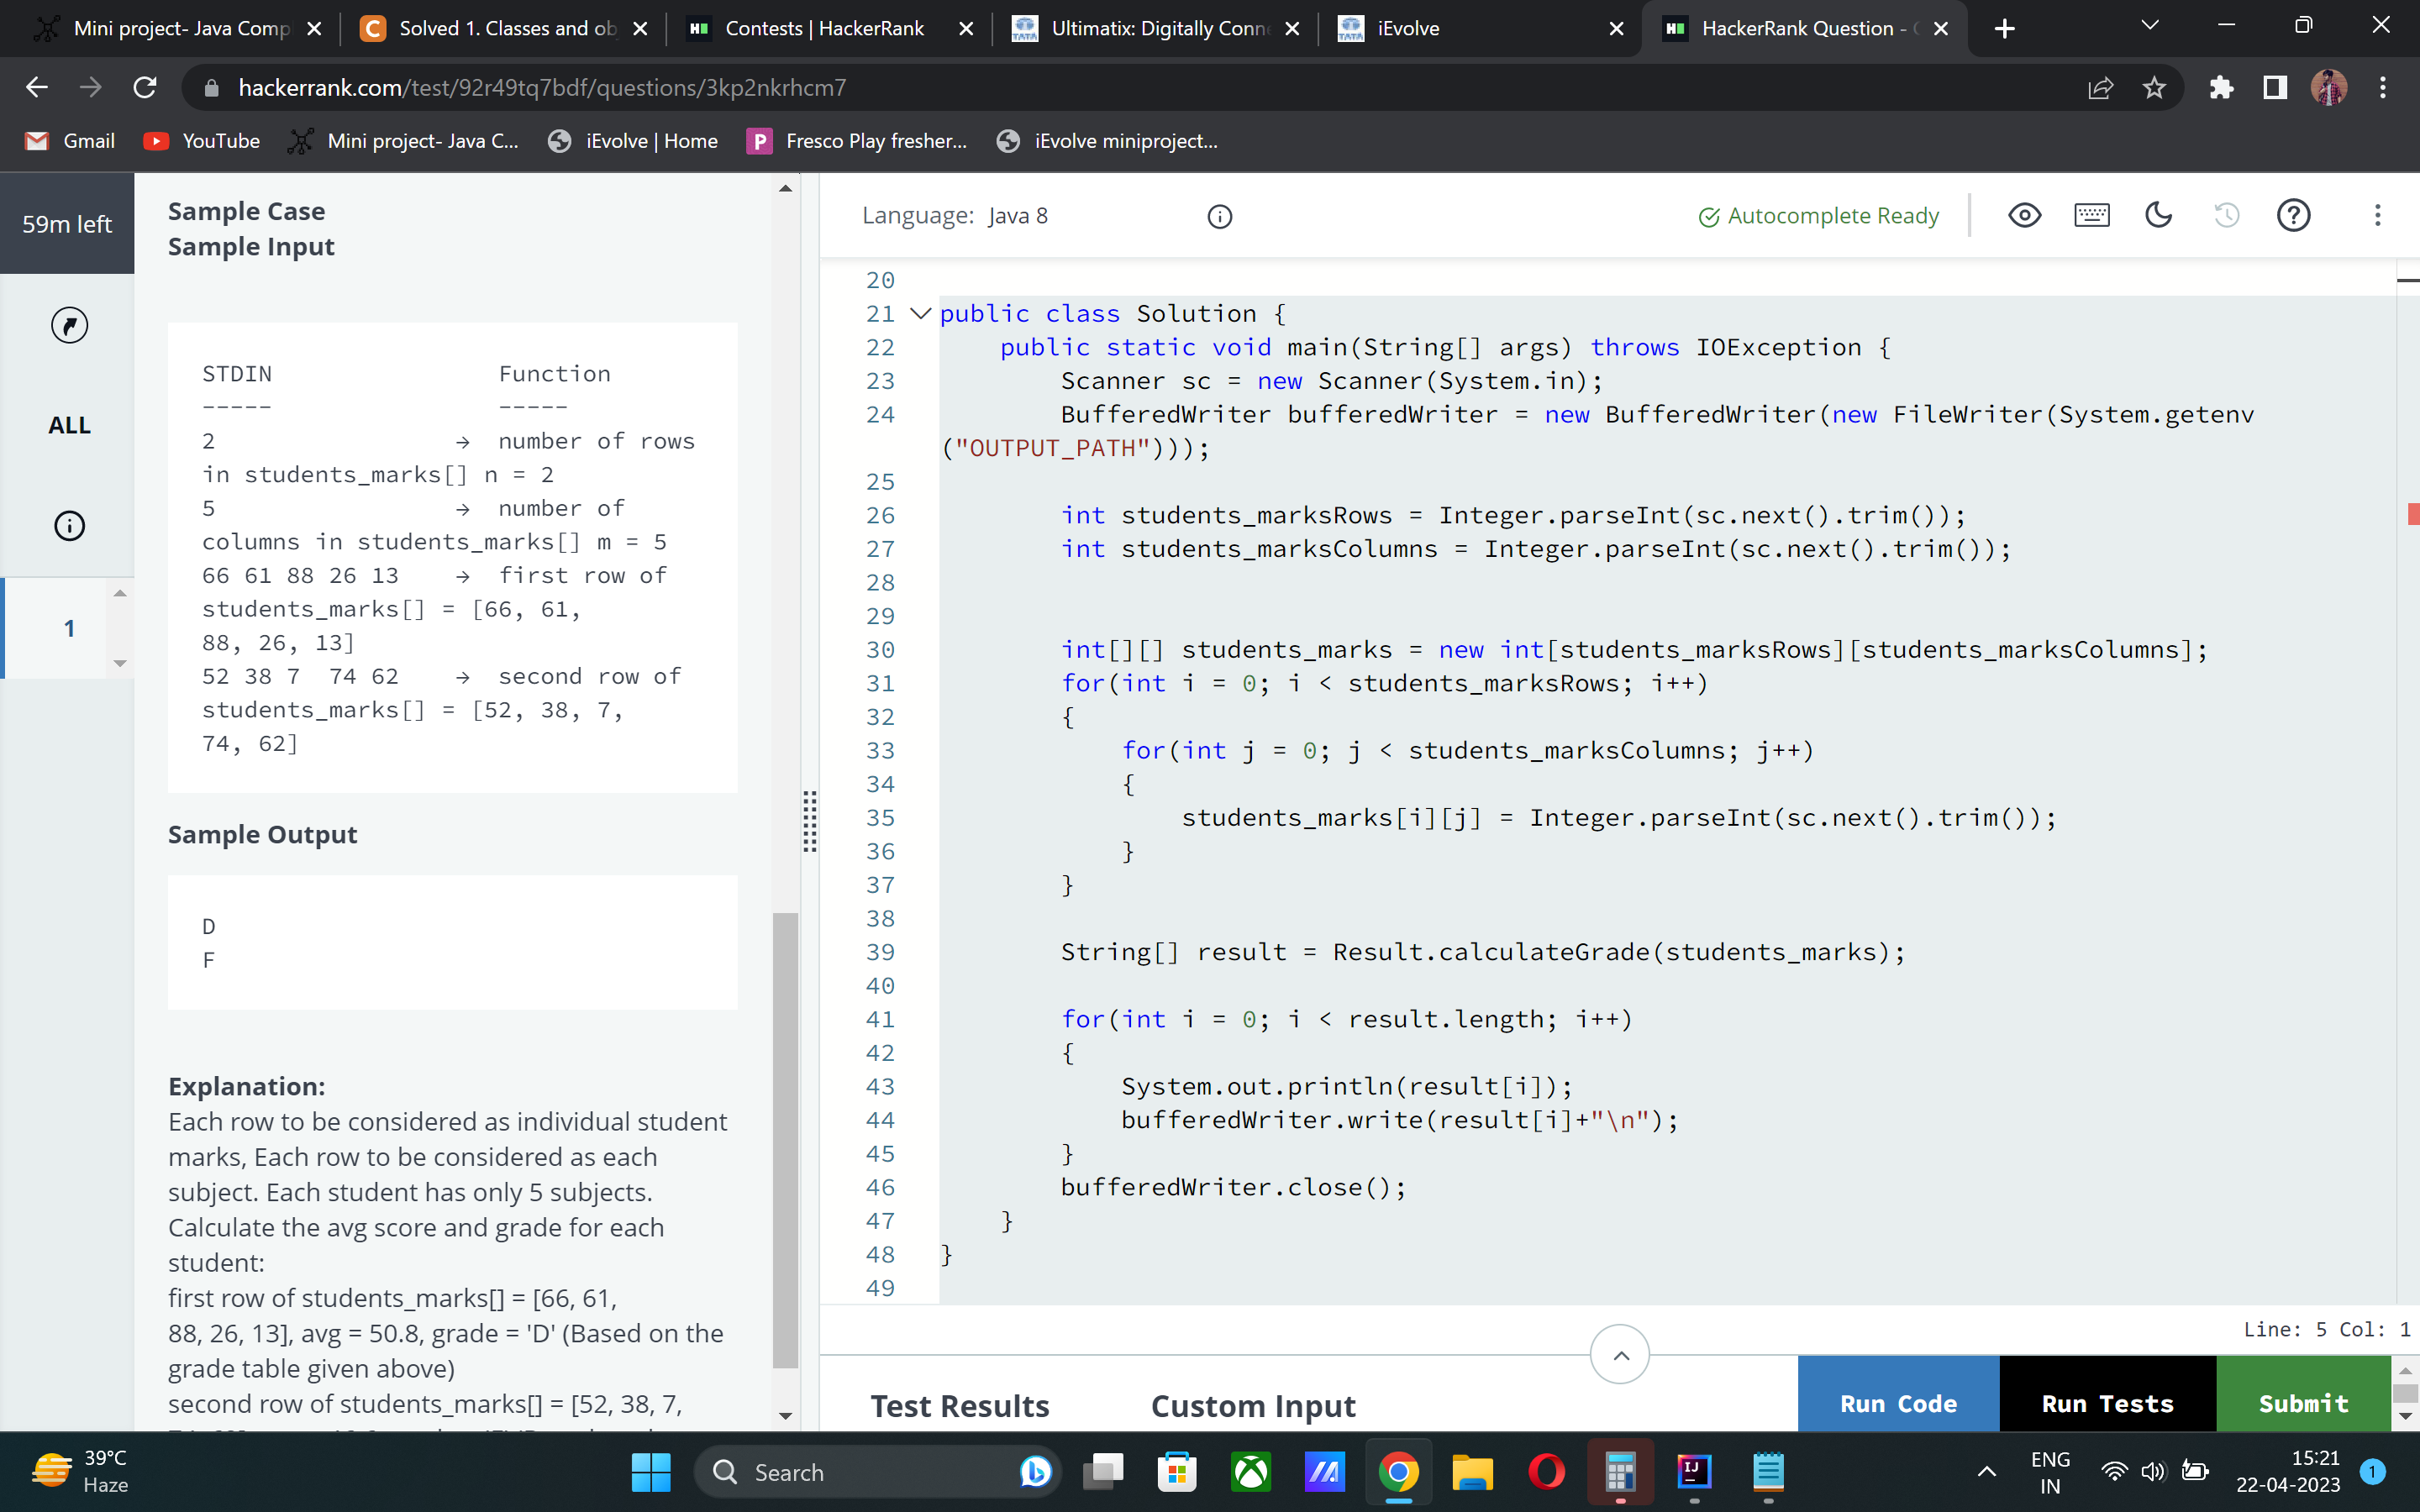 Mini project- Java Comp
Solved 1. Classes and ob
Contests | HackerRank
Ultimatix: Digitally Conne
iEvolve
HackerRank Question -
hackerrank.com/test/92r49tq7bdf/questions/3kp2nkrhcm7
Gmail
YouTube
Mini project- Java C...
iEvolve | Home
Fresco Play fresher...
iEvolve miniproject...
59m left
ALL
1
Sample Case
Sample Input
STDIN Function
----- -----
2 → number of rows
in students_marks[] n = 2
5 → number of
columns in students_marks[] m = 5
66 61 88 26 13 → first row of
students_marks[] = [66, 61,
88, 26, 13]
52 38 7 74 62 → second row of
students_marks[] = [52, 38, 7,
74, 62]
Sample Output
D
F
Explanation:
Each row to be considered as individual student
marks, Each row to be considered as each
subject. Each student has only 5 subjects.
Calculate the avg score and grade for each
student:
first row of students_marks[] = [66, 61,
88, 26, 13], avg = 50.8, grade = 'D' (Based on the
grade table given above)
second row of students_marks[] = [52, 38, 7,
Language: Java 8
Autocomplete Ready
20
21 public class Solution {
22 public static void main(String[] args) throws IOException {
23 Scanner sc = new Scanner(System.in);
24 BufferedWriter bufferedWriter = new BufferedWriter(new FileWriter(System.getenv
("OUTPUT_PATH")));
25
26 int students_marksRows = Integer.parseInt(sc.next().trim());
27 int students_marksColumns = Integer.parseInt(sc.next().trim());
28
29
30 int[][] students_marks = new int[students_marksRows][students_marksColumns];
31 for(int i = 0; i < students_marksRows; i++)
32 {
33 for(int j = 0; j < students_marksColumns; j++)
34 {
35 students_marks[i][j] = Integer.parseInt(sc.next().trim());
36 }
37 }
38
39 String[] result = Result.calculateGrade(students_marks);
40
41 for(int i = 0; i < result.length; i++)
42 {
43 System.out.println(result[i]);
44 bufferedWriter.write(result[i]+"\n");
45 }
46 bufferedWriter.close();
47 }
48 }
49
Line: 5 Col: 1
Test Results
Custom Input
Run Code
Run Tests
Submit
39°C
Haze
Search
ENG
IN
15:21
22-04-2023
1